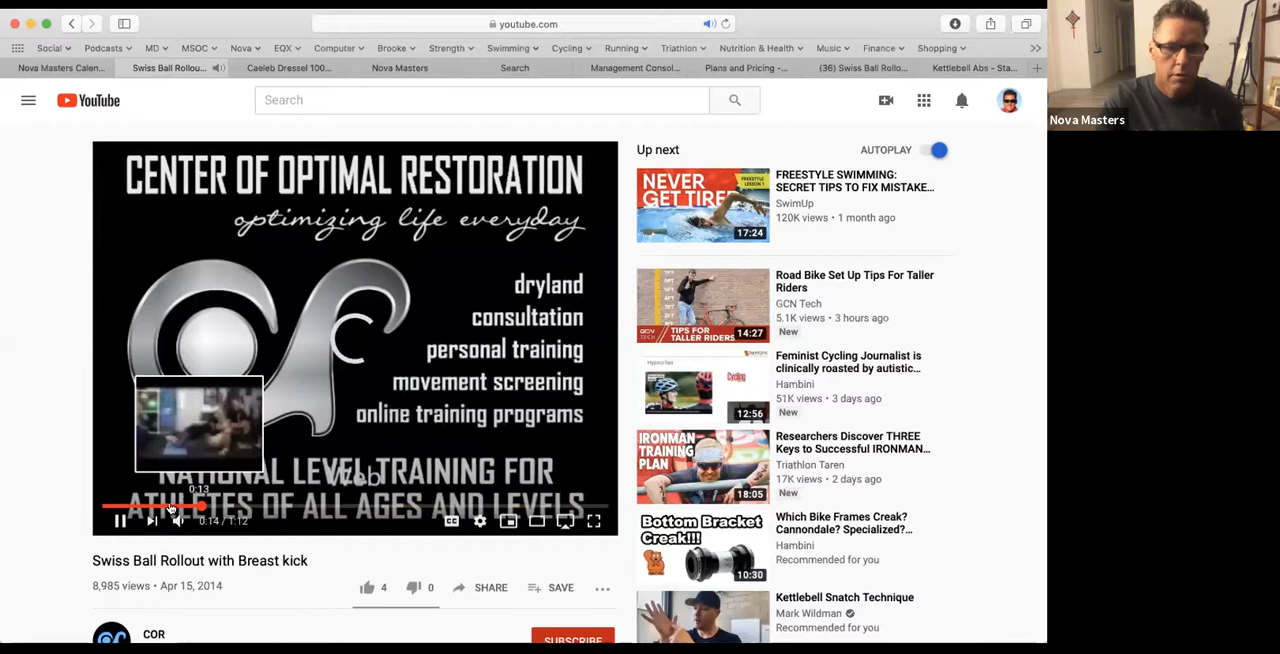 youtube.com
Social
Podcasts
MD
MSOC
Nova
EQX
Computer
Brooke
Strength
Swimming
Cycling
Running
Triathlon
Nutrition & Health
Music
Finance
Shopping
Nova Masters Calen...
Swiss Ball Rollou...
Caeleb Dressel 100...
Nova Masters
Search
Management Consol...
Plans and Pricing -...
(36) Swiss Ball Rollo...
Kettlebell Abs - Sta...
Nova Masters
YouTube
Search
CENTER OF OPTIMAL RESTORATION
optimizing life everyday
dryland
consultation
personal training
movement screening
online training programs
NATIONAL LEVEL TRAINING FOR
Web
ATHLETES OF ALL AGES AND LEVELS
0:13
0:14 / 1:12
CC
Swiss Ball Rollout with Breast kick
8,985 views • Apr 15, 2014
4
0
SHARE
SAVE
COR
SUBSCRIBE
Up next
AUTOPLAY
NEVER
GET TIRE
FREESTYLE
LESSON 1
17:24
FREESTYLE SWIMMING:
SECRET TIPS TO FIX MISTAKE...
SwimUp
120K views • 1 month ago
GCN
TECH
TIPS FOR
TALLER RIDERS
14:27
Road Bike Set Up Tips For Taller
Riders
GCN Tech
5.1K views • 3 hours ago
New
Cycling
12:56
Feminist Cycling Journalist is
clinically roasted by autistic...
Hambini
51K views • 3 days ago
New
IRONMAN
TRAINING
PLAN
18:05
Researchers Discover THREE
Keys to Successful IRONMAN...
Triathlon Taren
17K views • 2 days ago
New
Bottom Bracket
Creak!!!
10:30
Which Bike Frames Creak?
Cannondale? Specialized?...
Hambini
Recommended for you
Kettlebell Snatch Technique
Mark Wildman
Recommended for you